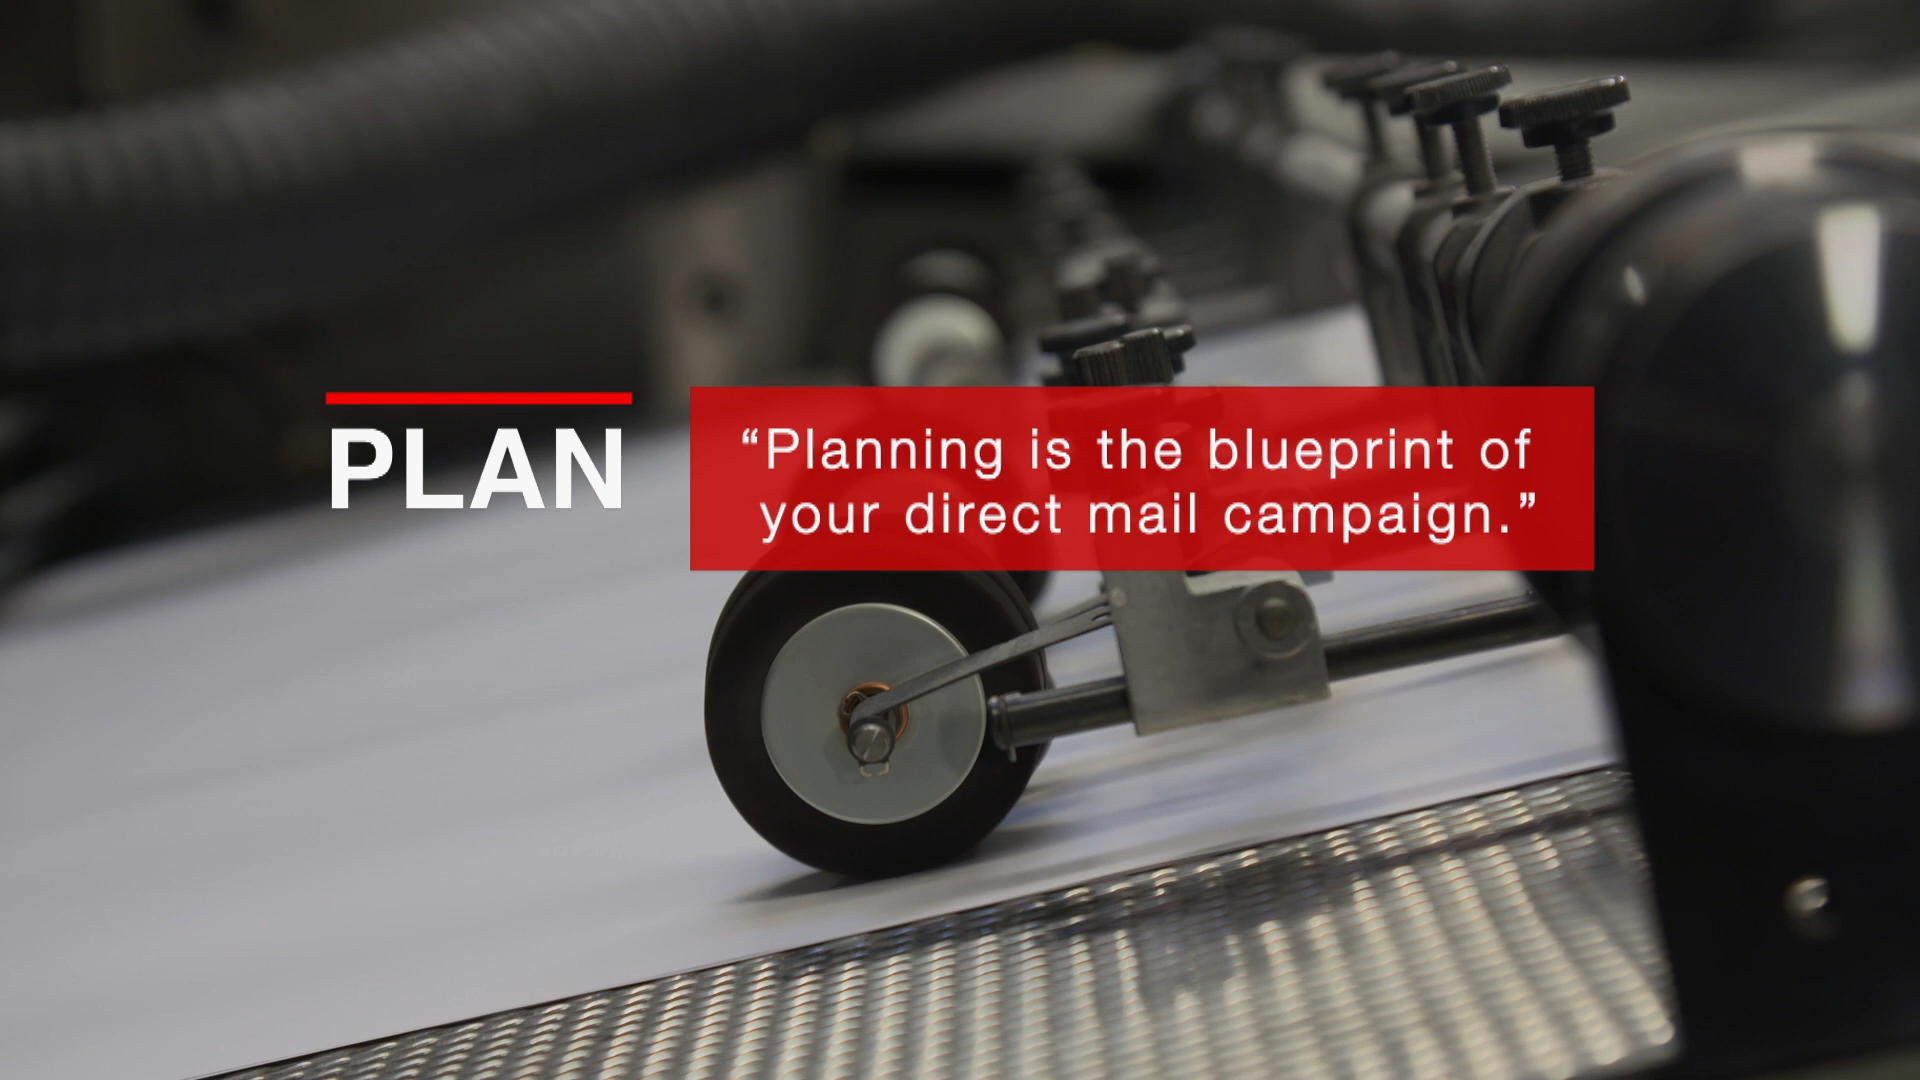 PLAN
“Planning is the blueprint of
your direct mail campaign.”